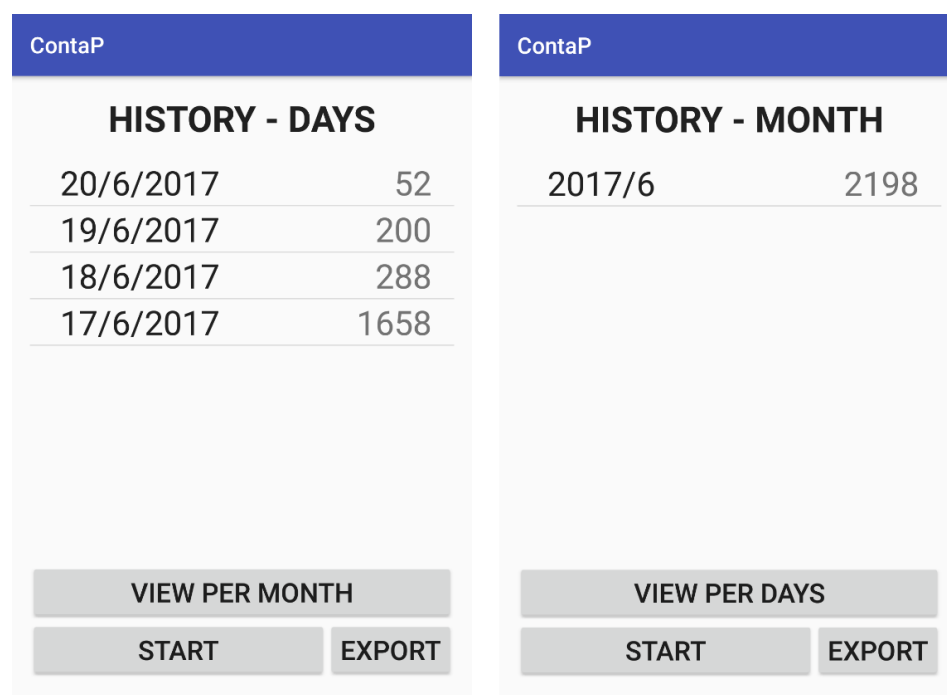 ContaP
HISTORY - DAYS
20/6/2017 52
19/6/2017 200
18/6/2017 288
17/6/2017 1658
VIEW PER MONTH
START EXPORT
ContaP
HISTORY - MONTH
2017/6 2198
VIEW PER DAYS
START EXPORT